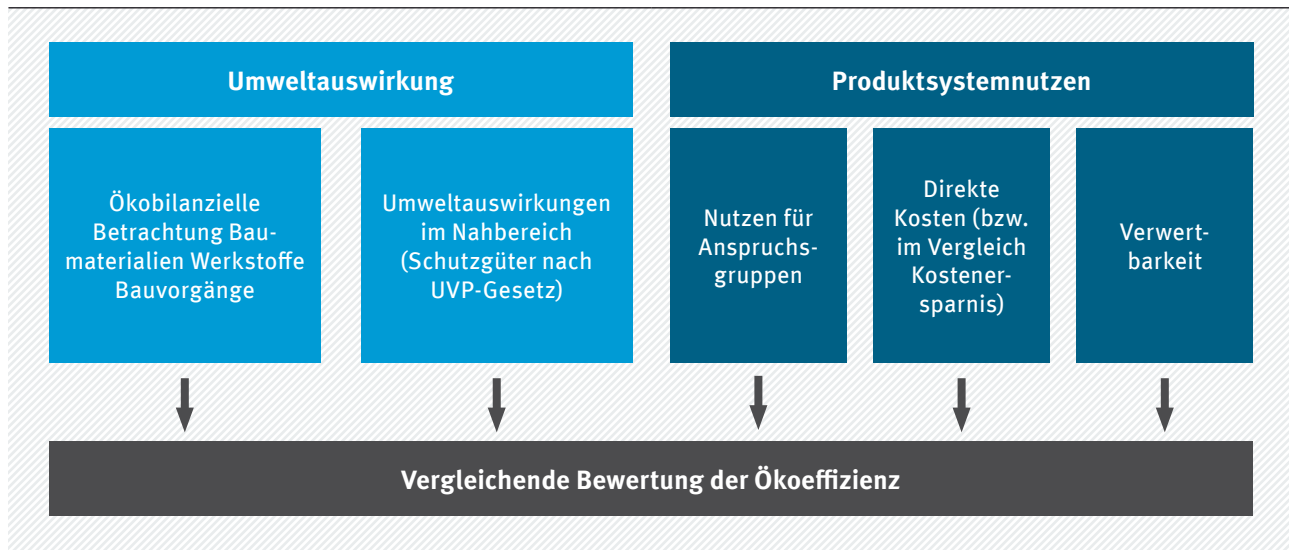 Umweltauswirkung
Produktsystemnutzen
Ökobilanzielle
Betrachtung Bau-
materialien Werkstoffe
Bauvorgänge
Umweltauswirkungen
im Nahbereich
(Schutzgüter nach
UVP-Gesetz)
Nutzen für
Anspruchs-
gruppen
Direkte
Kosten (bzw.
im Vergleich
Kostener-
sparnis)
Verwert-
barkeit
Vergleichende Bewertung der Ökoeffizienz